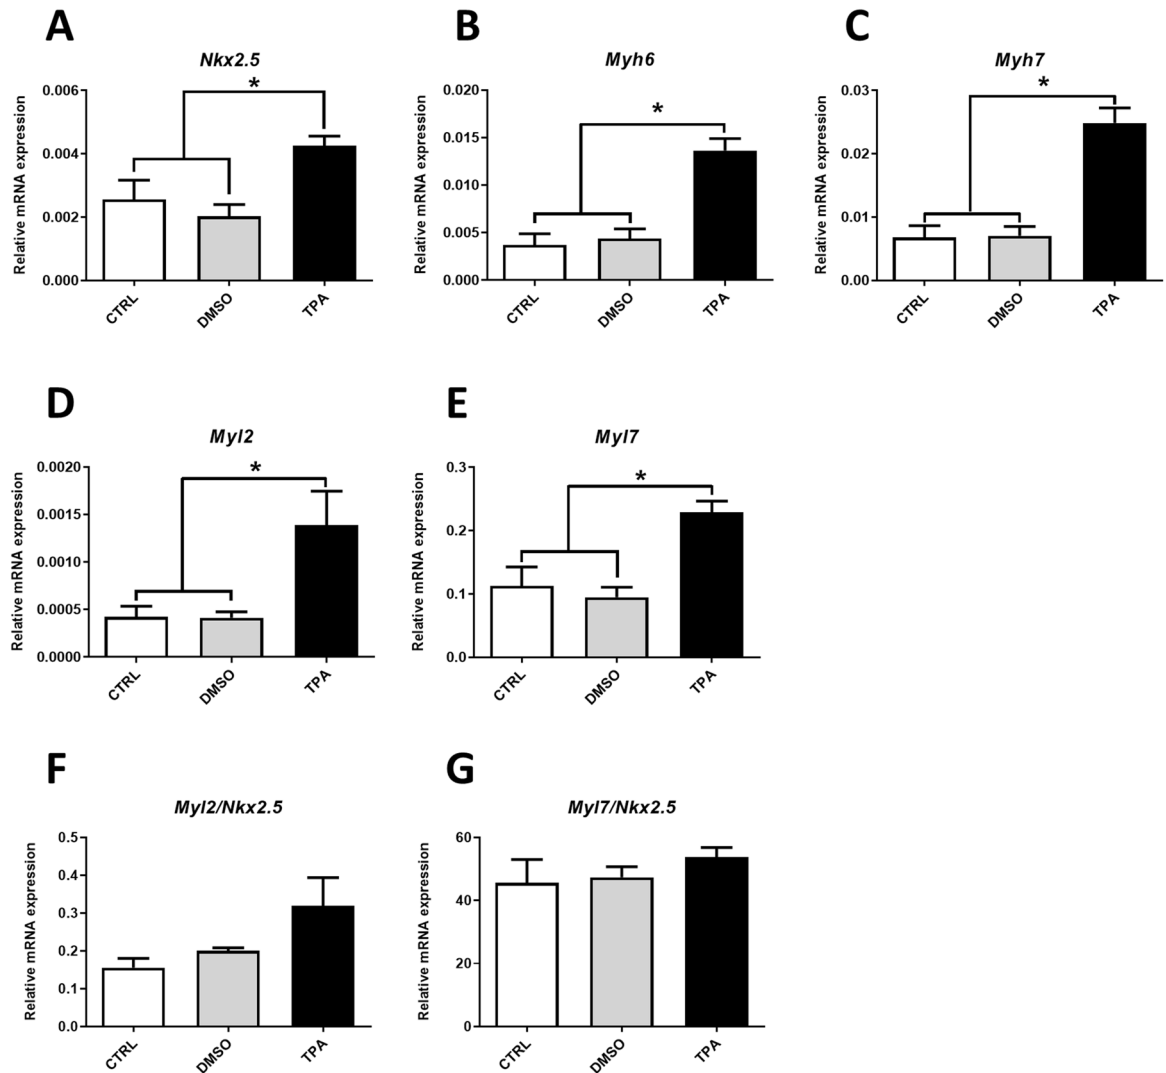 A
Nkx2.5
Relative mRNA expression
0.006
0.004
0.002
0.000
*
CTRL
DMSO
TPA
B
Myh6
Relative mRNA expression
0.020
0.015
0.010
0.005
0.000
*
CTRL
DMSO
TPA
C
Myh7
Relative mRNA expression
0.03
0.02
0.01
0.00
*
CTRL
DMSO
TPA
D
Myl2
Relative mRNA expression
0.0020
0.0015
0.0010
0.0005
0.0000
*
CTRL
DMSO
TPA
E
Myl7
Relative mRNA expression
0.3
0.2
0.1
0.0
*
CTRL
DMSO
TPA
F
Myl2/Nkx2.5
Relative mRNA expression
0.5
0.4
0.3
0.2
0.1
0.0
CTRL
DMSO
TPA
G
Myl7/Nkx2.5
Relative mRNA expression
60
40
20
0
CTRL
DMSO
TPA